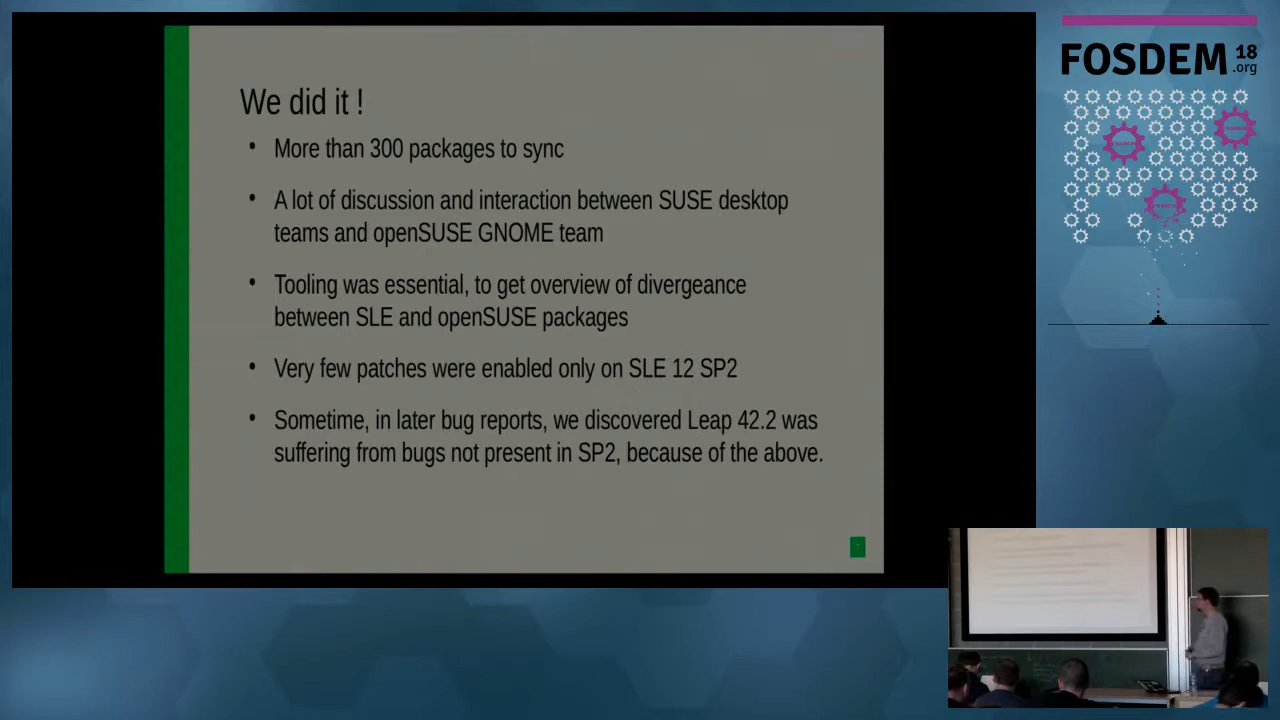 We did it !
• More than 300 packages to sync
• A lot of discussion and interaction between SUSE desktop
teams and openSUSE GNOME team
• Tooling was essential, to get overview of divergeance
between SLE and openSUSE packages
• Very few patches were enabled only on SLE 12 SP2
• Sometime, in later bug reports, we discovered Leap 42.2 was
suffering from bugs not present in SP2, because of the above.
FOSDEM 18
.org